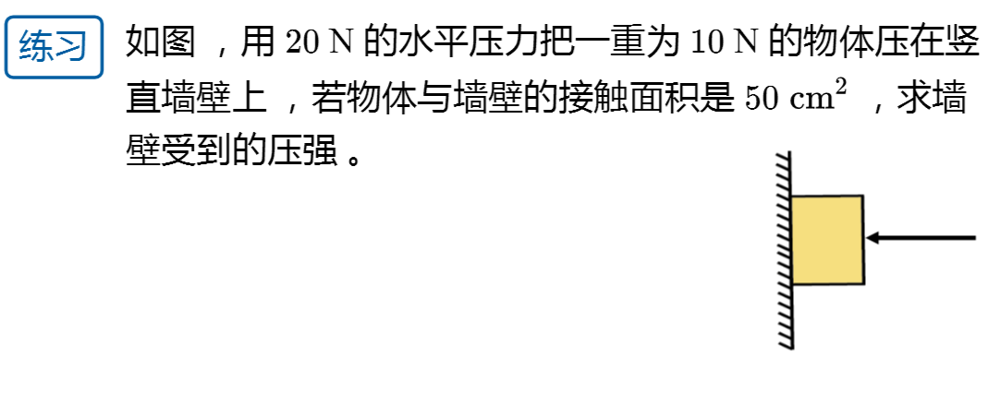 练习
如图 ，用 20 N 的水平压力把一重为 10 N 的物体压在竖
直墙壁上 ，若物体与墙壁的接触面积是 50 cm² ，求墙
壁受到的压强 。